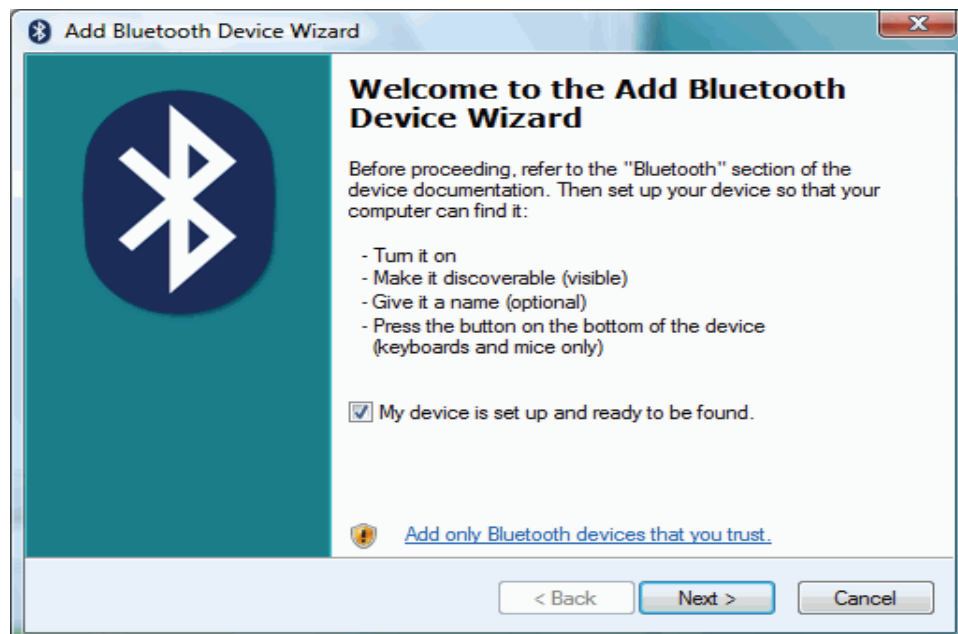 Add Bluetooth Device Wizard
Welcome to the Add Bluetooth
Device Wizard
Before proceeding, refer to the "Bluetooth" section of the
device documentation. Then set up your device so that your
computer can find it:
- Turn it on
- Make it discoverable (visible)
- Give it a name (optional)
- Press the button on the bottom of the device
(keyboards and mice only)
My device is set up and ready to be found.
Add only Bluetooth devices that you trust.
< Back Next > Cancel